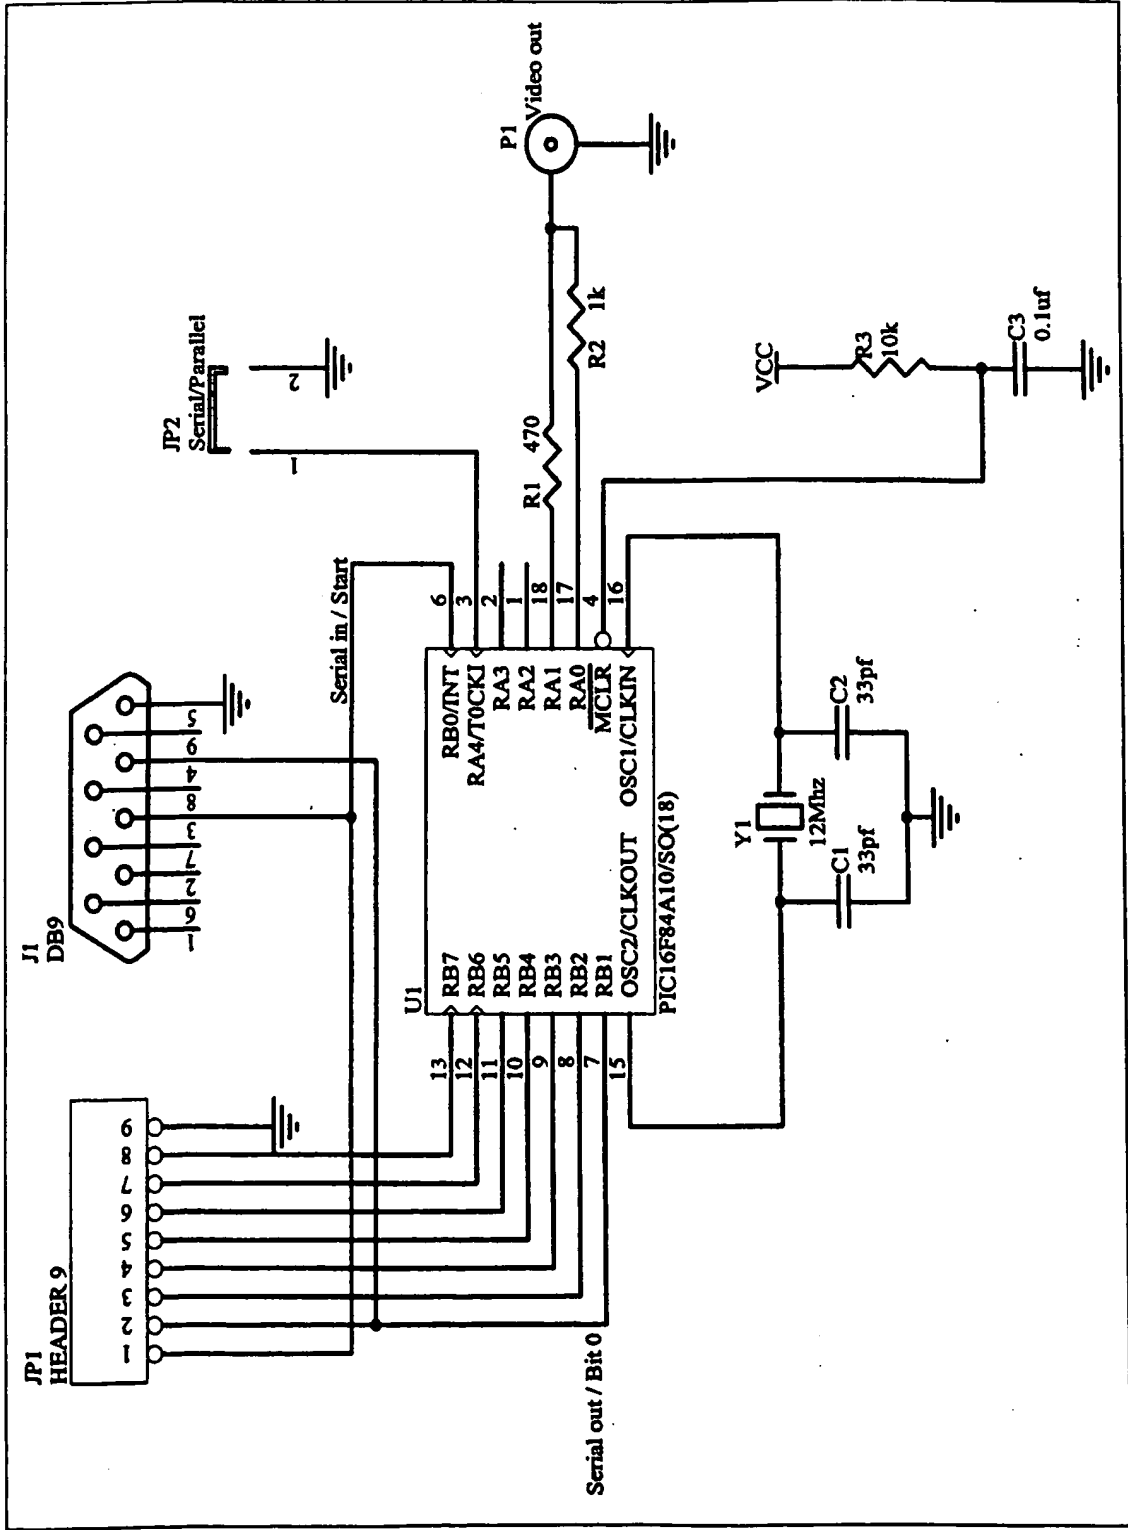 JP1
HEADER 9
1
2
3
4
5
6
7
8
9
J1
DB9
1
6
2
7
3
8
4
9
5
JP2
Serial/Parallel
1
2
P1
Video out
Serial in / Start
U1
13
12
11
10
9
8
7
15
RB7
RB6
RB5
RB4
RB3
RB2
RB1
OSC2/CLKOUT
RB0/INT
RA4/T0CKI
RA3
RA2
RA1
RA0
MCLR
OSC1/CLKIN
6
3
2
1
18
17
4
16
PIC16F84A10/SO(18)
R1 470
R2 1k
Serial out / Bit 0
Y1
12Mhz
C1
33pf
C2
33pf
VCC
R3
10k
C3
0.1uf